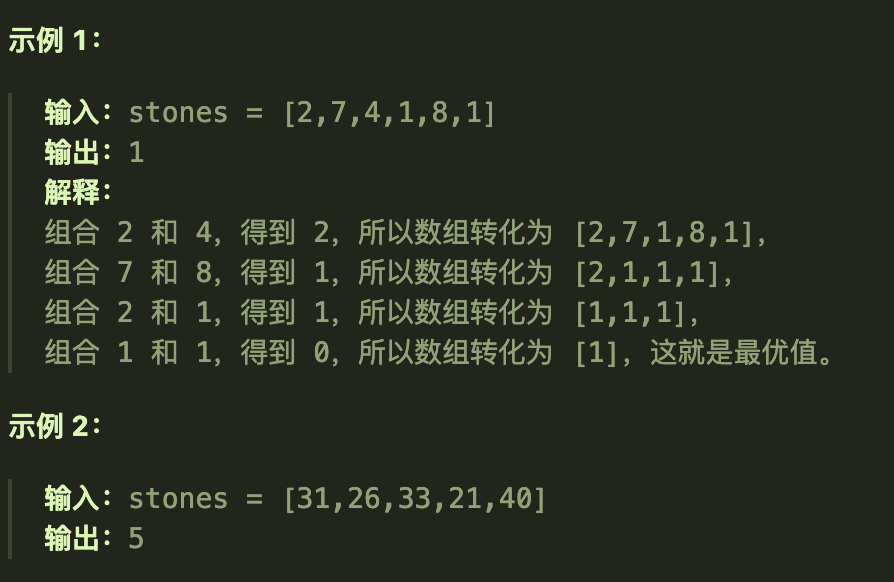 示例 1：
输入：stones = [2,7,4,1,8,1]
输出：1
解释：
组合 2 和 4，得到 2，所以数组转化为 [2,7,1,8,1]，
组合 7 和 8，得到 1，所以数组转化为 [2,1,1,1]，
组合 2 和 1，得到 1，所以数组转化为 [1,1,1]，
组合 1 和 1，得到 0，所以数组转化为 [1]，这就是最优值。
示例 2：
输入：stones = [31,26,33,21,40]
输出：5